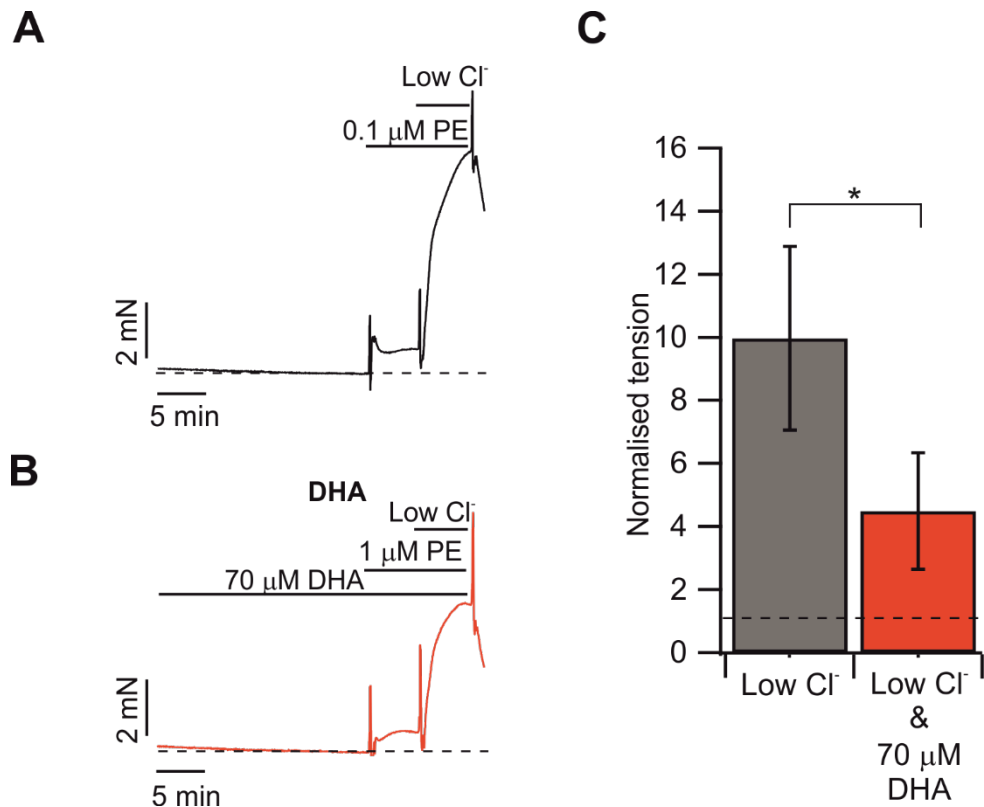 A
Low Cl⁻
0.1 μM PE
2 mN
5 min
B
DHA
Low Cl⁻
1 μM PE
70 μM DHA
2 mN
5 min
C
*
Normalised tension
16
14
12
10
8
6
4
2
0
Low Cl⁻
Low Cl⁻
&
70 μM
DHA